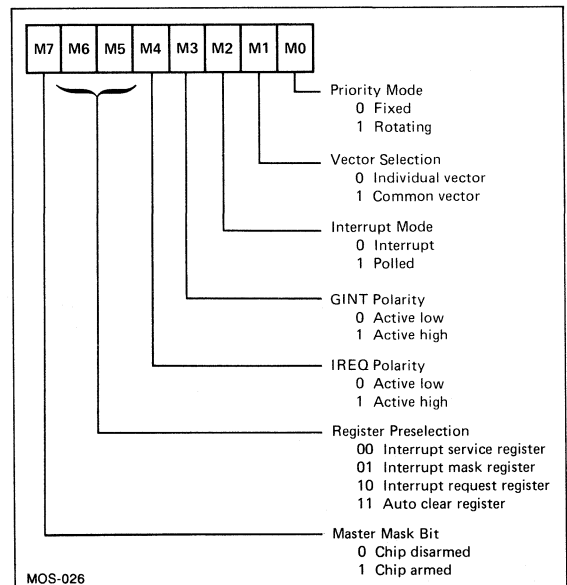 M7 M6 M5 M4 M3 M2 M1 M0
Priority Mode
0 Fixed
1 Rotating
Vector Selection
0 Individual vector
1 Common vector
Interrupt Mode
0 Interrupt
1 Polled
GINT Polarity
0 Active low
1 Active high
IREQ Polarity
0 Active low
1 Active high
Register Preselection
00 Interrupt service register
01 Interrupt mask register
10 Interrupt request register
11 Auto clear register
Master Mask Bit
0 Chip disarmed
1 Chip armed
MOS-026